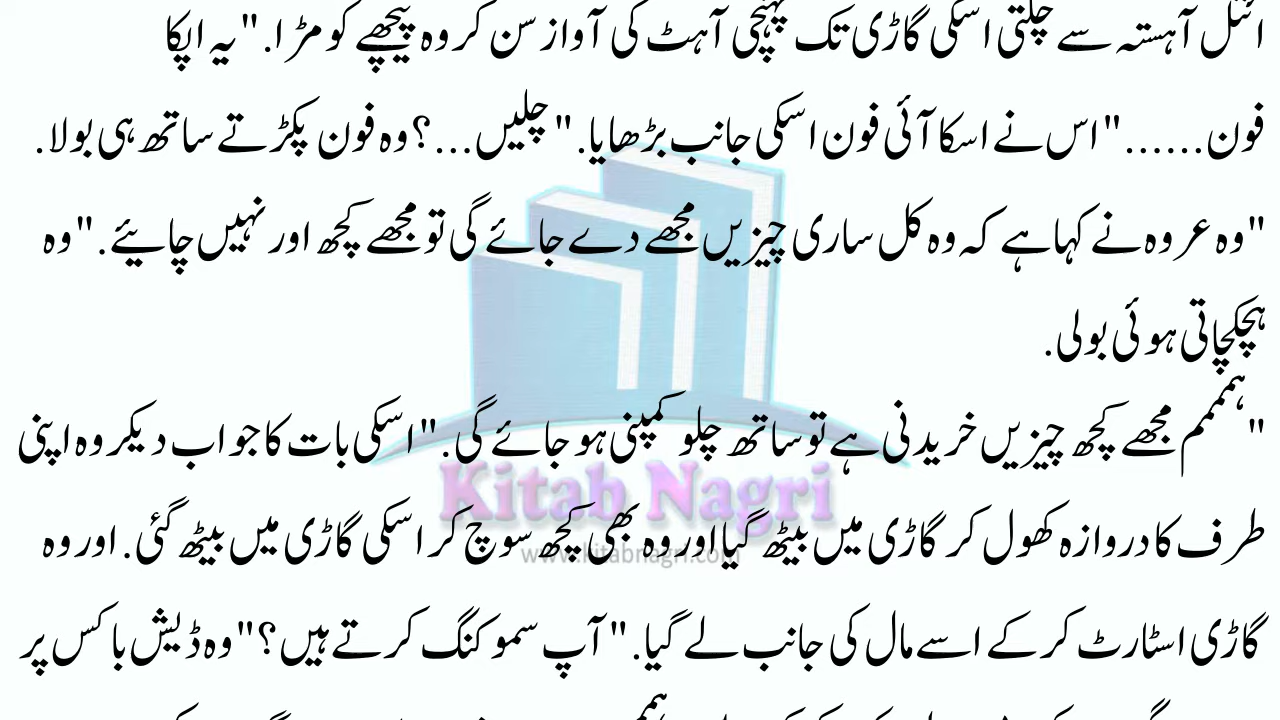 آہستہ سے چلتی اسکی گاڑی تک پہنچی آہٹ کی آواز سن کر وہ پیچھے کو مڑا. "یہ اپکا
فون......" اس نے اسکا آئی فون اسکی جانب بڑھایا. "چلیں...؟ وہ فون پکڑتے ساتھ ہی بولا.
"وہ عروہ نے کہا ہے کہ وہ کل ساری چیزیں مجھے دے جائے گی تو مجھے کچھ اور نہیں چاہئے." وہ
ہچکچاتی ہوئی بولی.
"ہمممم مجھے کچھ چیزیں خریدنی ہے تو ساتھ چلو کمپنی ہو جائے گی." اسکی بات کا جواب دیکر وہ اپنی
طرف کا دروازہ کھول کر گاڑی میں بیٹھ گیا اور وہ بھی کچھ سوچ کر اسکی گاڑی میں بیٹھ گئی. اور وہ
گاڑی اسٹارٹ کر کے اسے مال کی جانب لے گیا. "آپ سموکنگ کرتے ہیں؟" وہ ڈیش باکس پر
Kitab Nagri
www.kitabnagri.com